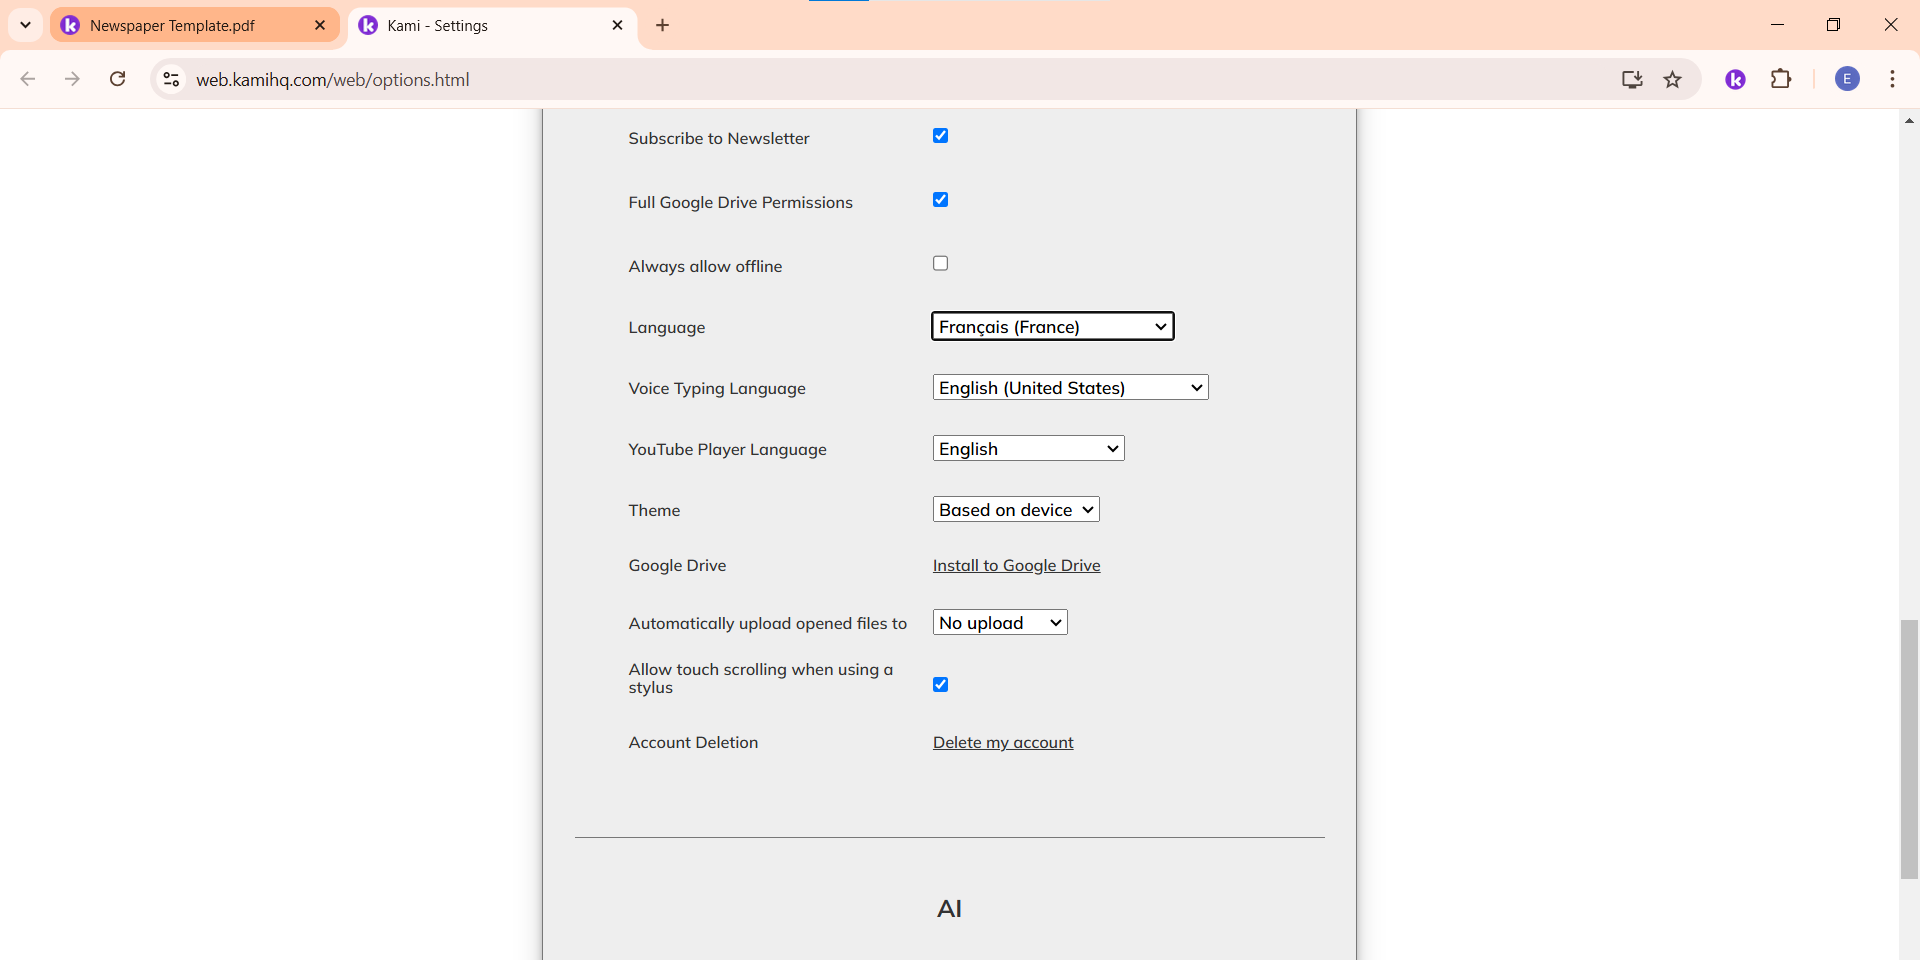 Newspaper Template.pdf
Kami - Settings
web.kamihq.com/web/options.html
E
Subscribe to Newsletter
Full Google Drive Permissions
Always allow offline
Language
Français (France)
Voice Typing Language
English (United States)
YouTube Player Language
English
Theme
Based on device
Google Drive
Install to Google Drive
Automatically upload opened files to
No upload
Allow touch scrolling when using a
stylus
Account Deletion
Delete my account
AI